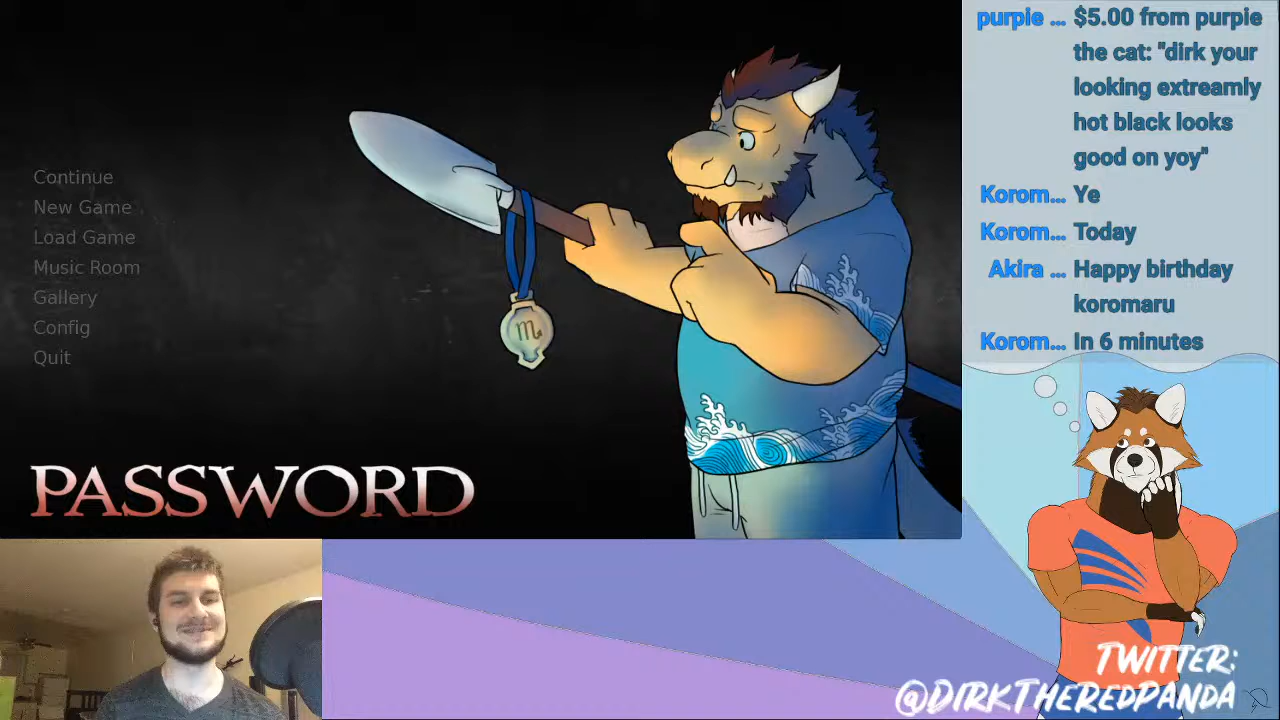 Continue
New Game
Load Game
Music Room
Gallery
Config
Quit
PASSWORD
purpie ... $5.00 from purpie
the cat: "dirk your
looking extreamly
hot black looks
good on yoy"
Korom... Ye
Korom... Today
Akira ... Happy birthday
koromaru
Korom... In 6 minutes
TWITTER:
@DIRKTHEREDPANDA